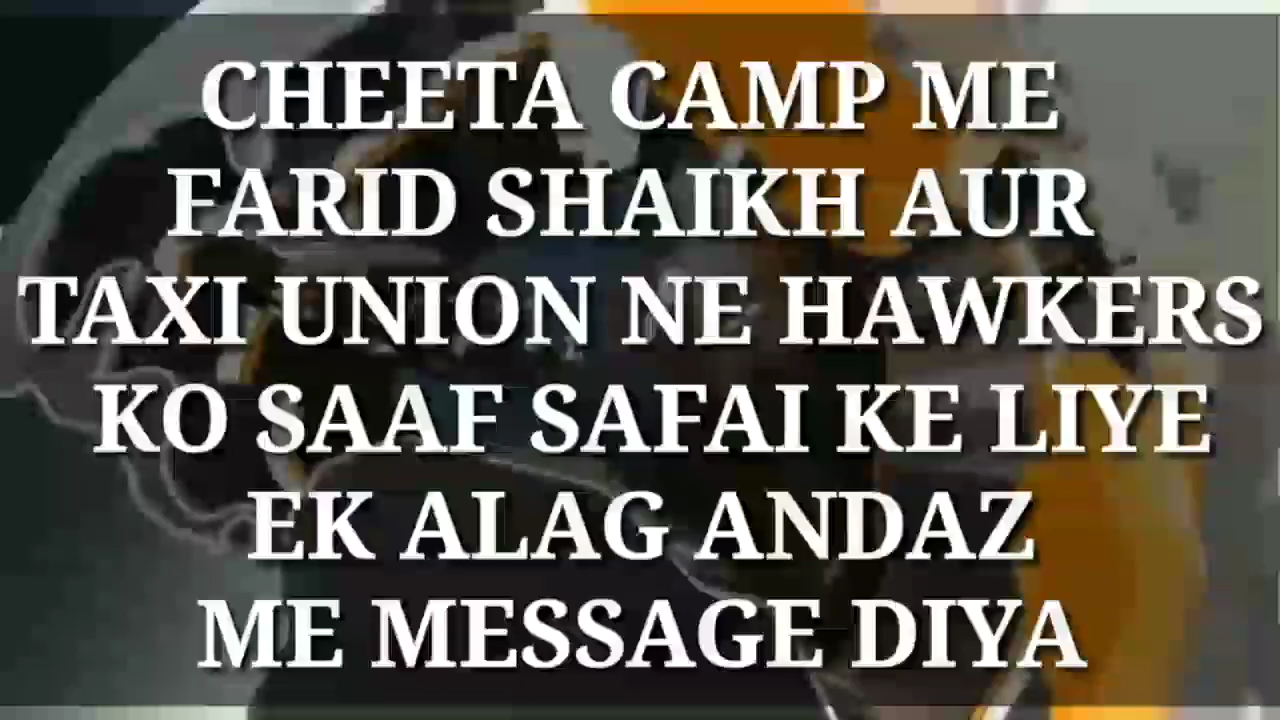 CHEETA CAMP ME
FARID SHAIKH AUR
TAXI UNION NE HAWKERS
KO SAAF SAFAI KE LIYE
EK ALAG ANDAZ
ME MESSAGE DIYA